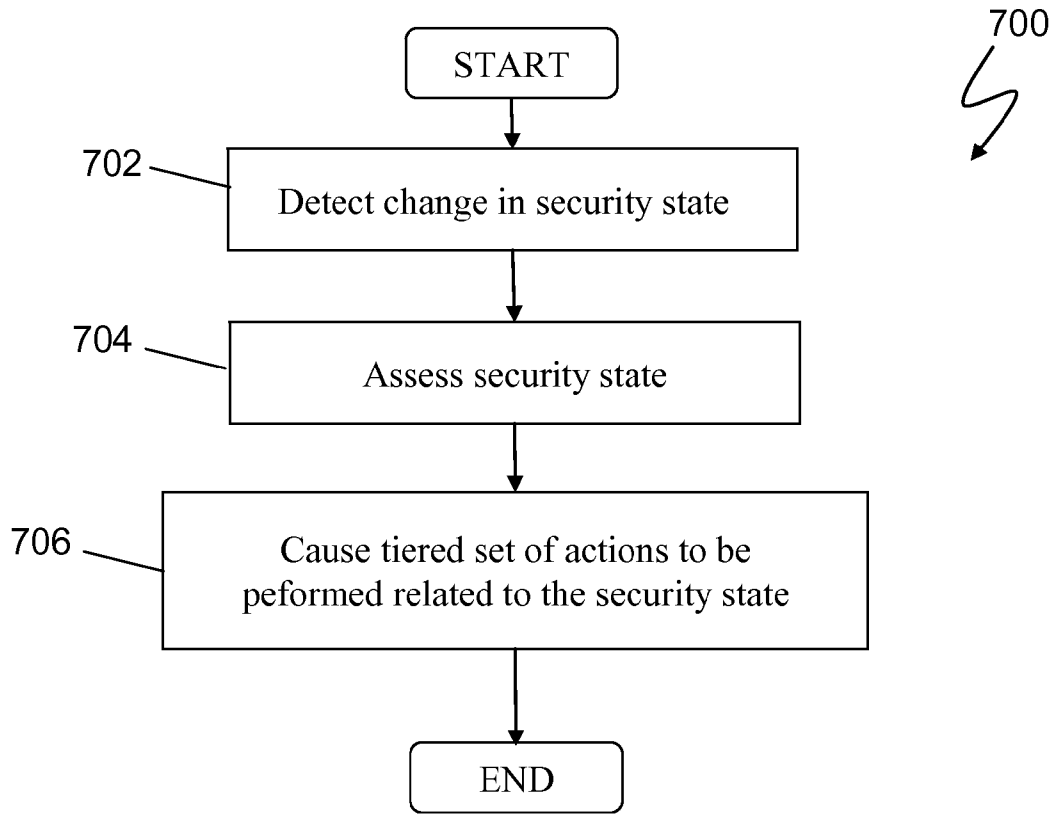 700
START
702
Detect change in security state
704
Assess security state
706
Cause tiered set of actions to be
peformed related to the security state
END